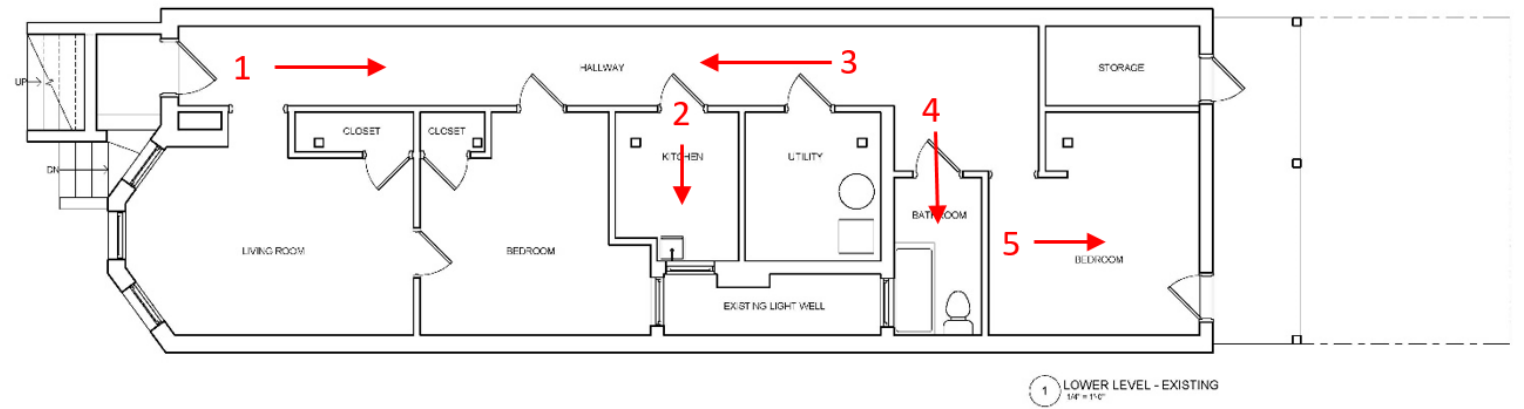 1
HALLWAY
3
STORAGE
UP
2
4
CLOSET
CLOSET
KITCHEN
UTILITY
DN
BATHROOM
LIVING ROOM
BEDROOM
5
BEDROOM
EXISTING LIGHT WELL
1
LOWER LEVEL - EXISTING
1/4" = 1'-0"